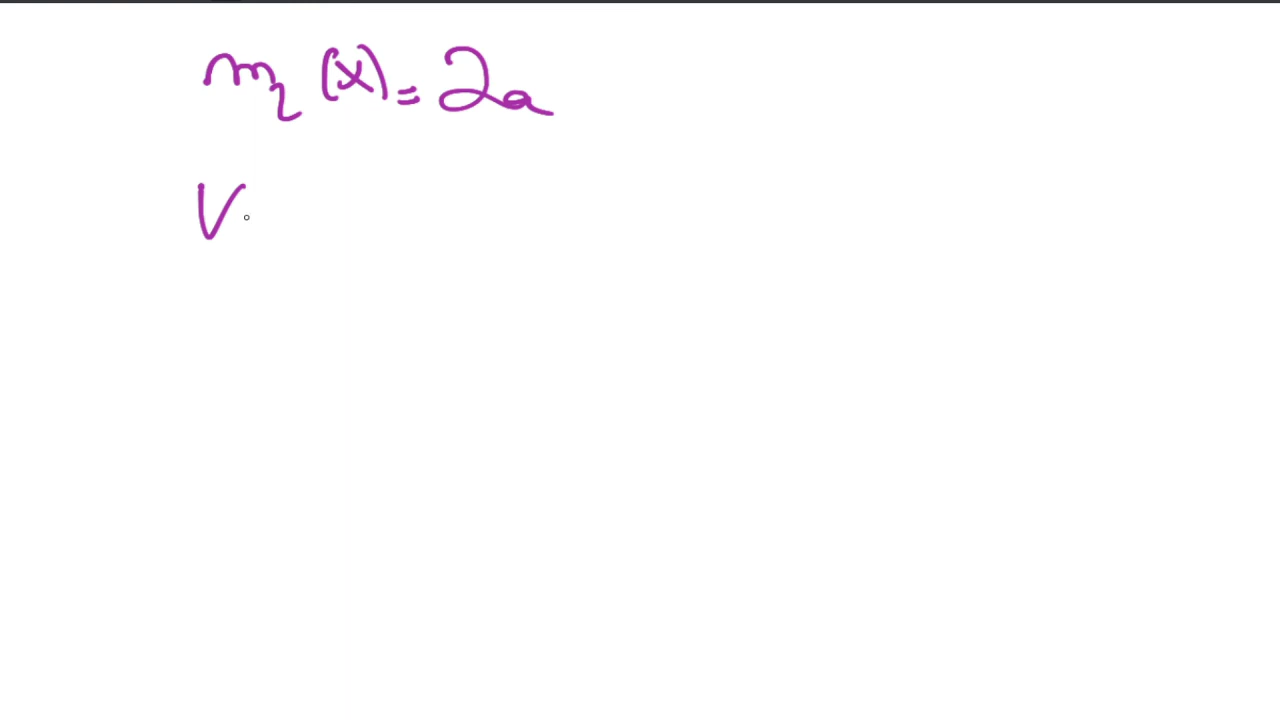 m₂ (x) = 2a
V